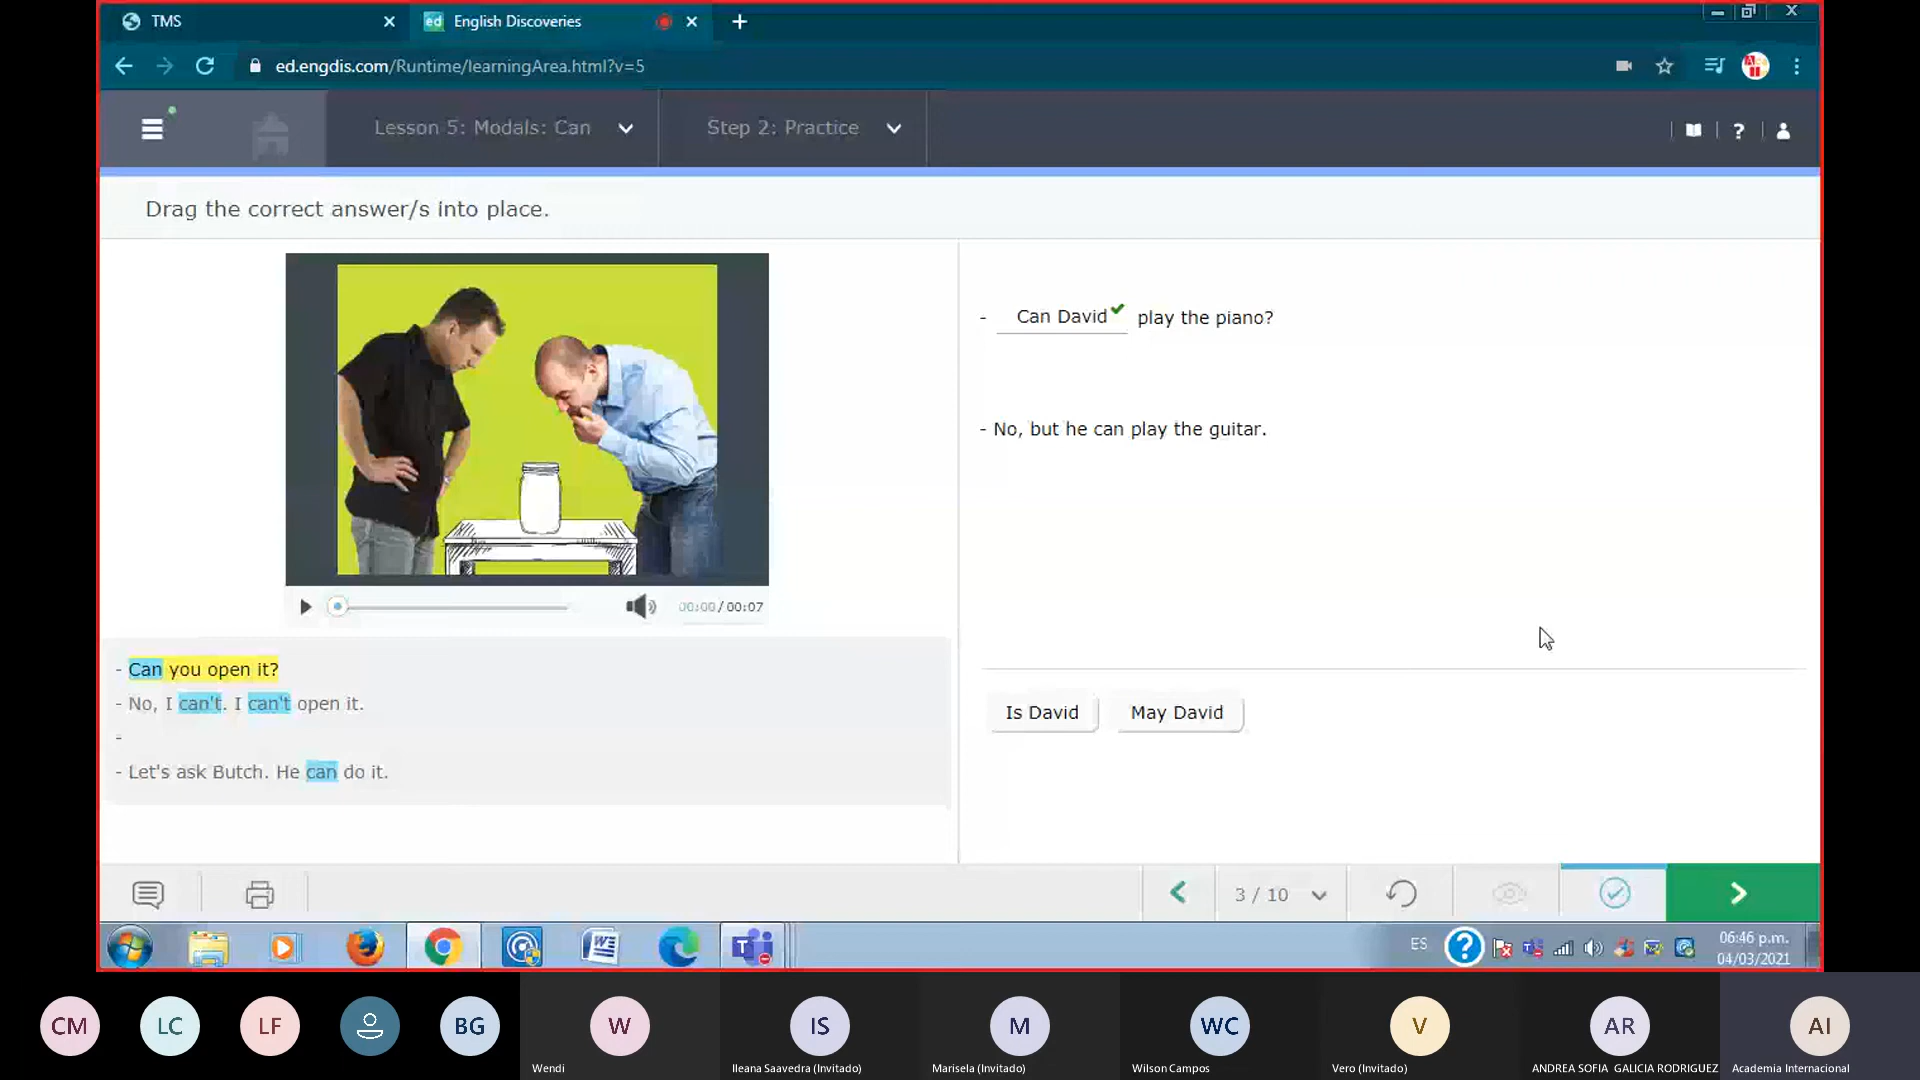 TMS
ed English Discoveries
ed.engdis.com/Runtime/learningArea.html?v=5
Lesson 5: Modals: Can
Step 2: Practice
?
Drag the correct answer/s into place.
00:00 / 00:07
- Can you open it?
- No, I can't. I can't open it.
-
- Let's ask Butch. He can do it.
- Can David play the piano?
- No, but he can play the guitar.
Is David
May David
3 / 10
ES
06:46 p.m.
04/03/2021
CM
LC
LF
BG
W
Wendi
IS
Ileana Saavedra (Invitado)
M
Marisela (Invitado)
WC
Wilson Campos
V
Vero (Invitado)
AR
ANDREA SOFIA GALICIA RODRIGUEZ
AI
Academia Internacional